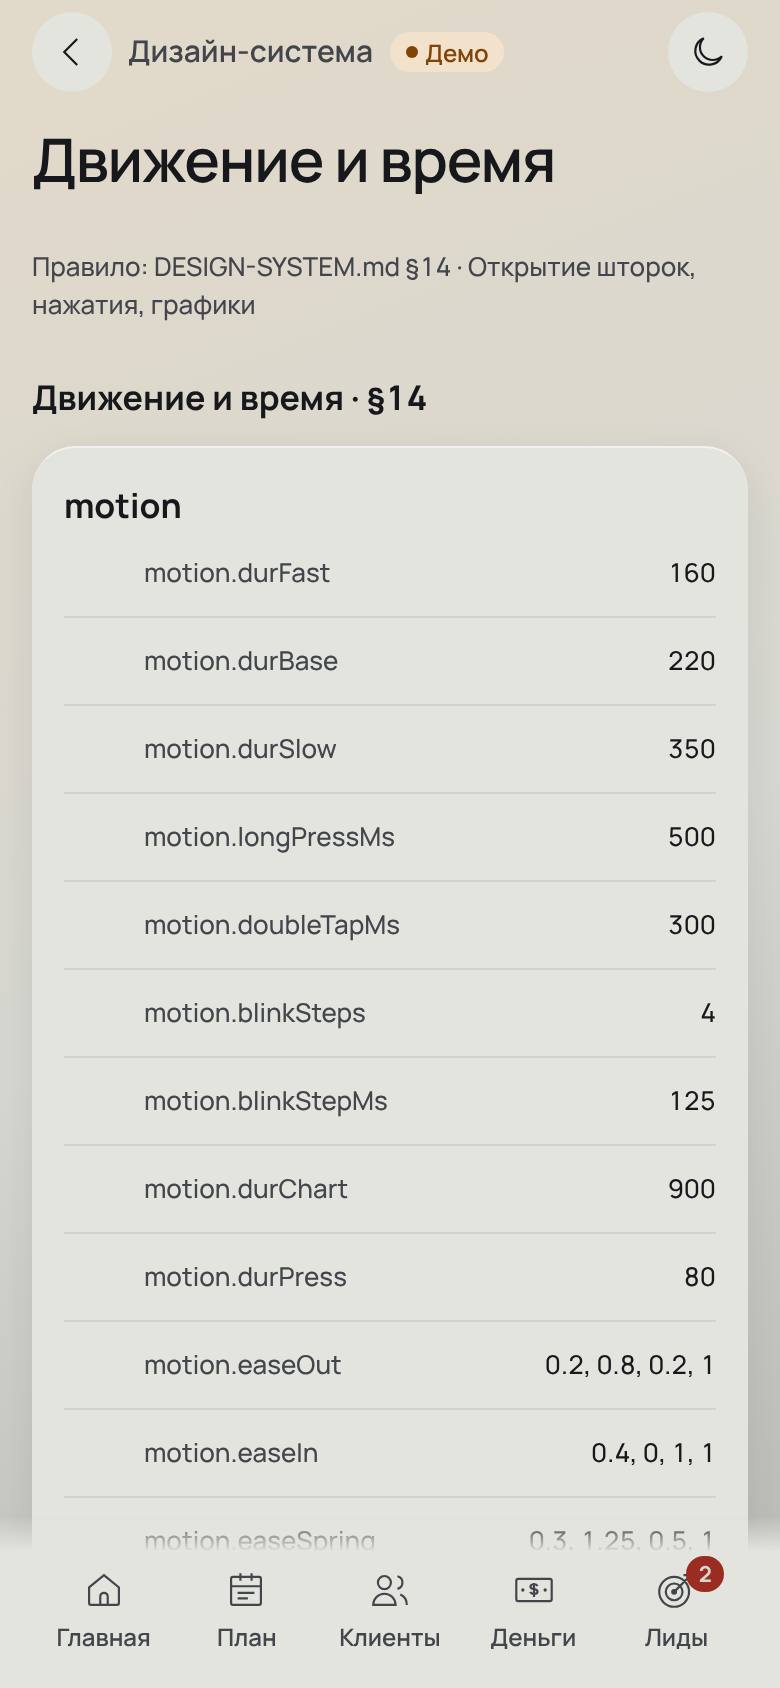 Дизайн-система
Демо
Движение и время
Правило: DESIGN-SYSTEM.md §14 · Открытие шторок,
нажатия, графики
Движение и время · §14
motion
motion.durFast 160
motion.durBase 220
motion.durSlow 350
motion.longPressMs 500
motion.doubleTapMs 300
motion.blinkSteps 4
motion.blinkStepMs 125
motion.durChart 900
motion.durPress 80
motion.easeOut 0.2, 0.8, 0.2, 1
motion.easeIn 0.4, 0, 1, 1
motion.easeSpring 0.3, 1.25, 0.5, 1
2
Главная План Клиенты Деньги Лиды